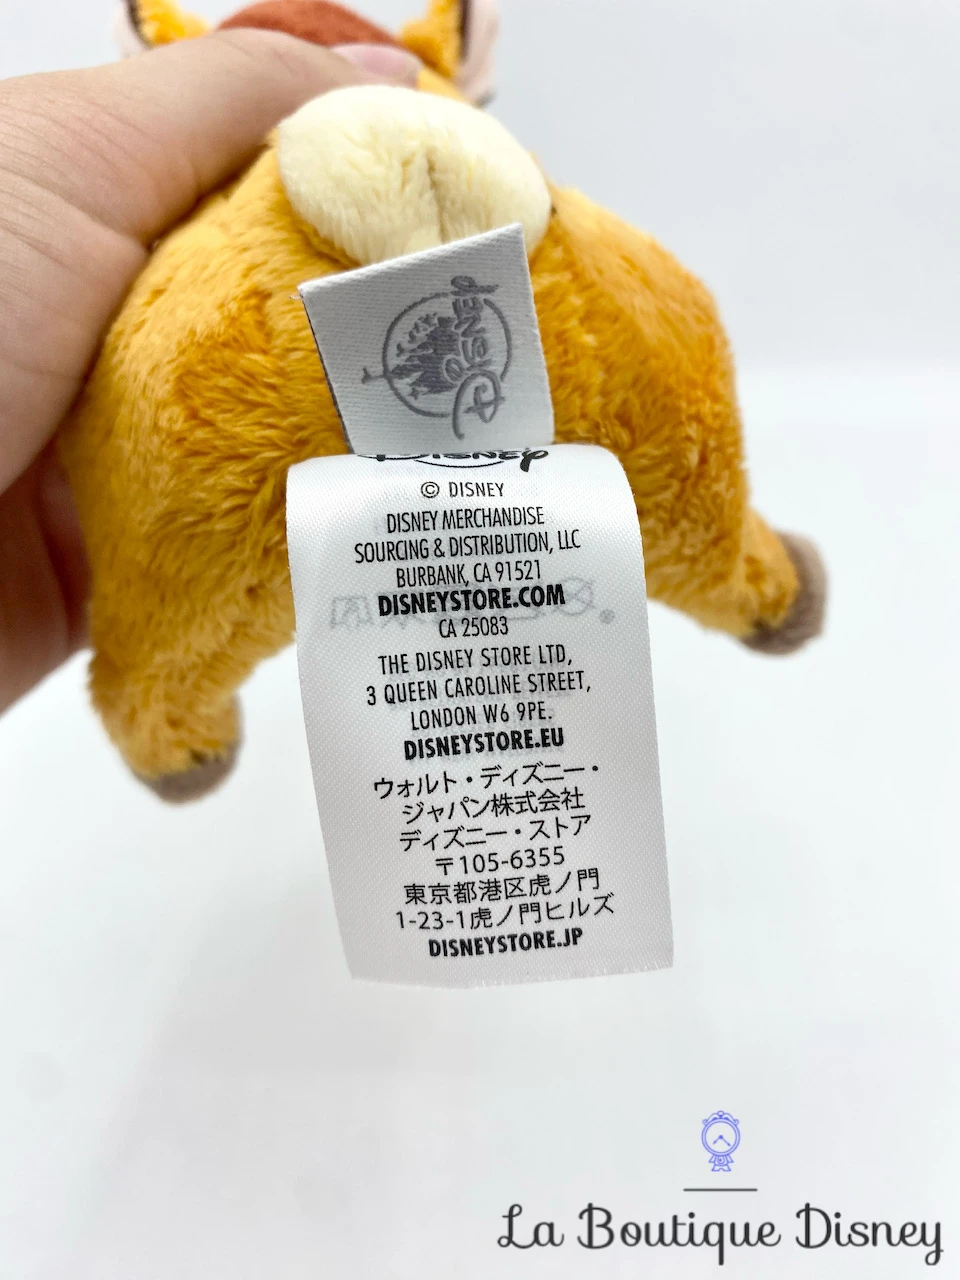 Disney
Disney
© DISNEY
DISNEY MERCHANDISE
SOURCING & DISTRIBUTION, LLC
BURBANK, CA 91521
DISNEYSTORE.COM
CA 25083
THE DISNEY STORE LTD,
3 QUEEN CAROLINE STREET,
LONDON W6 9PE.
DISNEYSTORE.EU
ウォルト・ディズニー・
ジャパン株式会社
ディズニー・ストア
〒105-6355
東京都港区虎ノ門
1-23-1虎ノ門ヒルズ
DISNEYSTORE.JP
La Boutique Disney